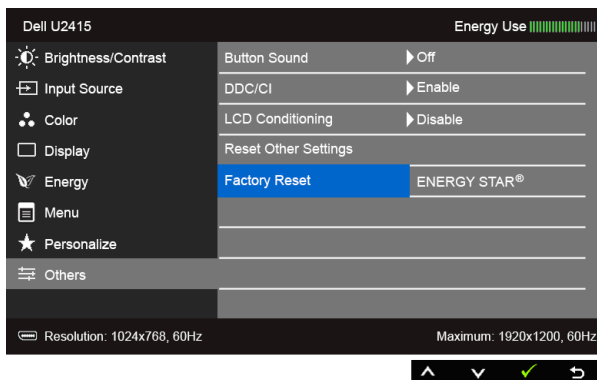 Dell U2415 Energy Use
Brightness/Contrast Button Sound Off
Input Source DDC/CI Enable
Color LCD Conditioning Disable
Display Reset Other Settings
Energy Factory Reset ENERGY STAR®
Menu
Personalize
Others
Resolution: 1024x768, 60Hz Maximum: 1920x1200, 60Hz